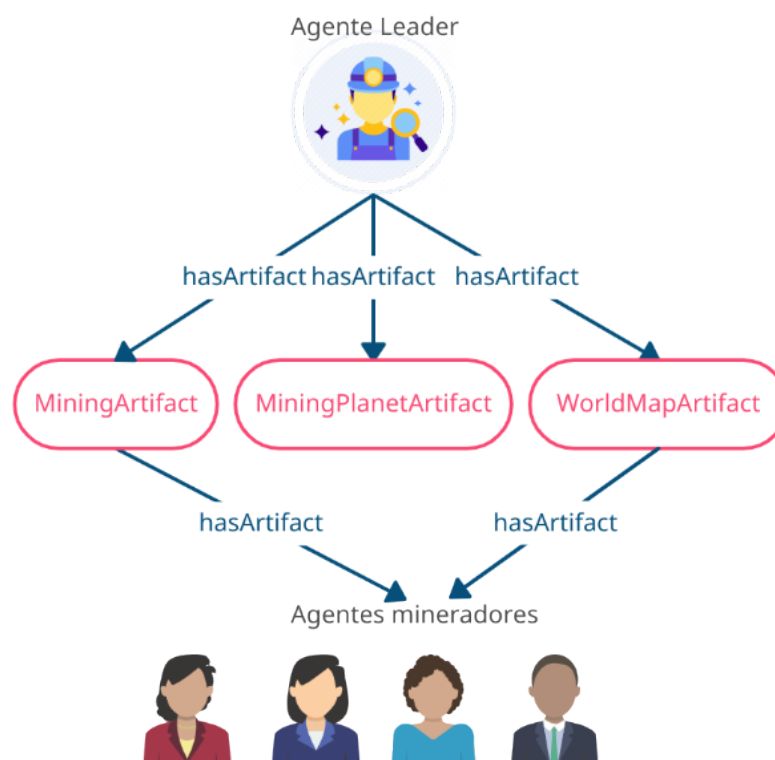 Agente Leader
hasArtifact hasArtifact hasArtifact
MiningArtifact MiningPlanetArtifact WorldMapArtifact
hasArtifact hasArtifact
Agentes mineradores